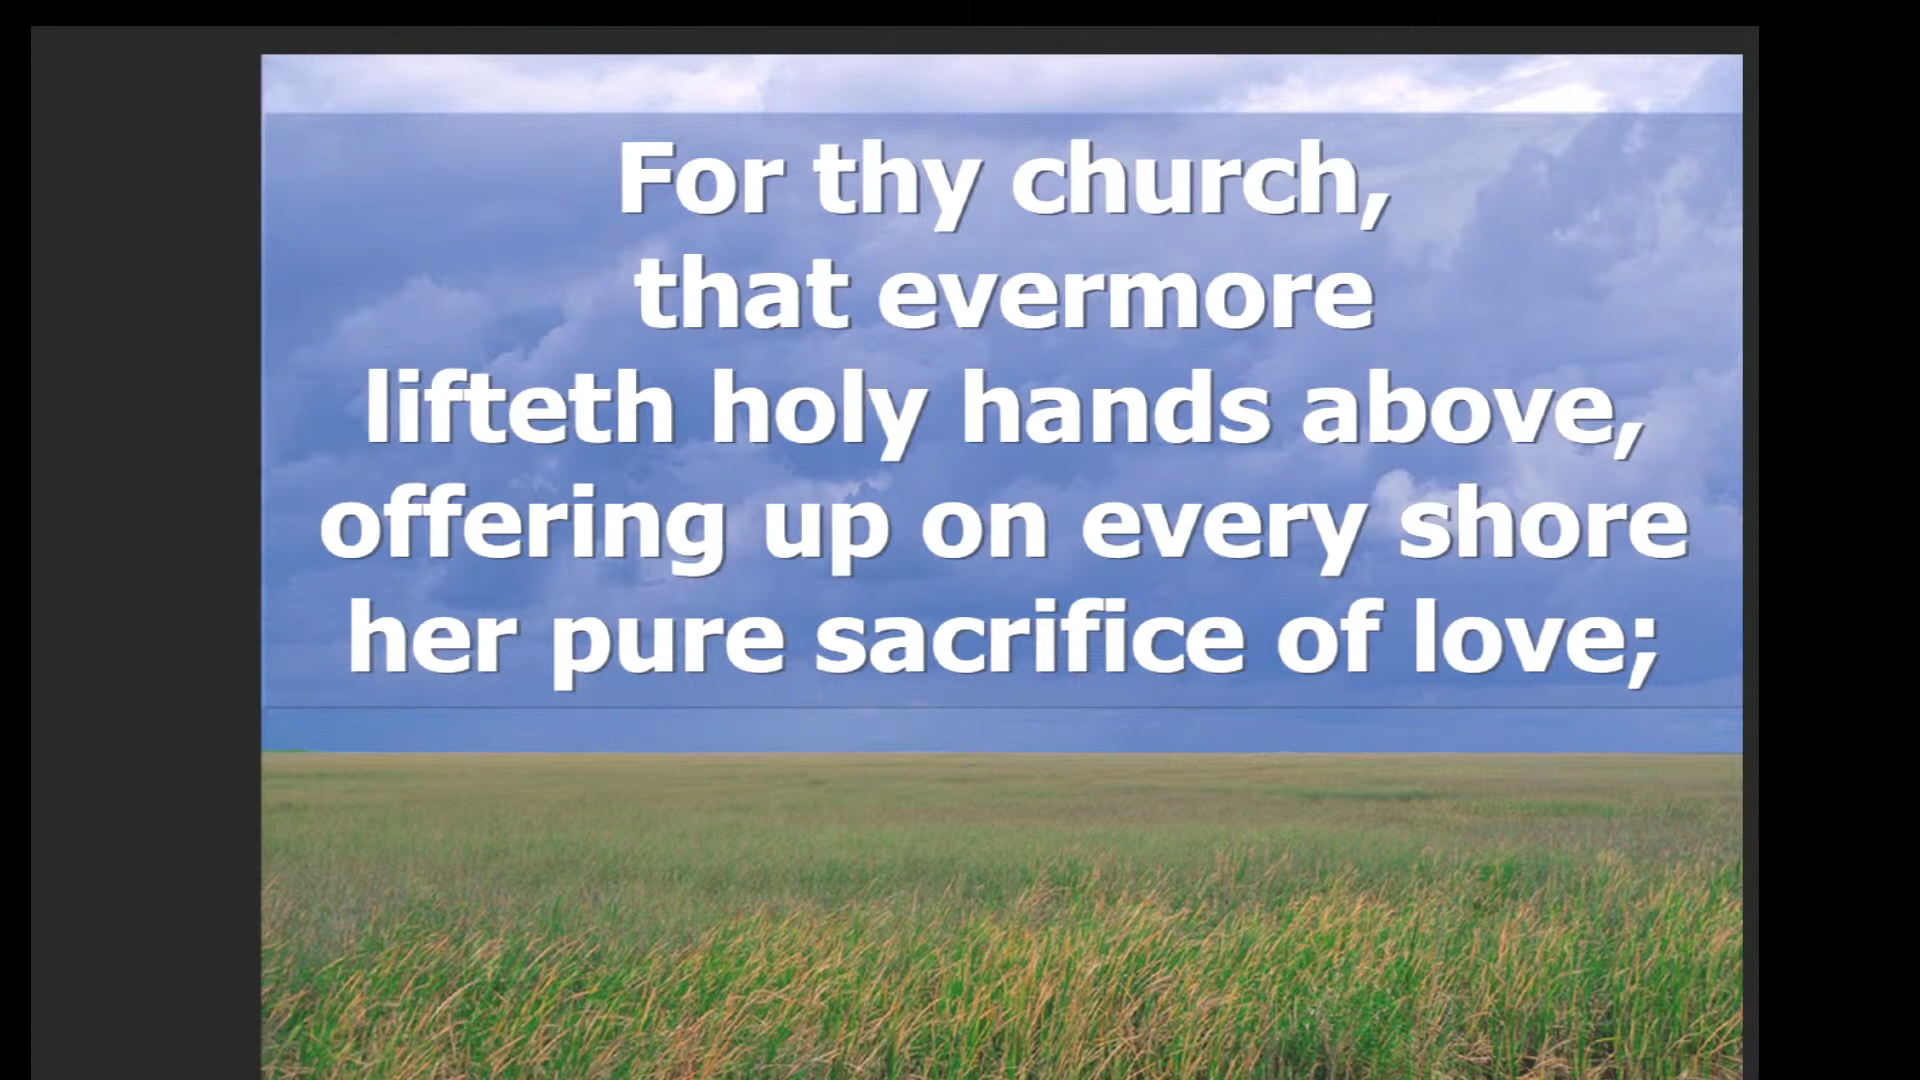 For thy church,
that evermore
lifteth holy hands above,
offering up on every shore
her pure sacrifice of love;